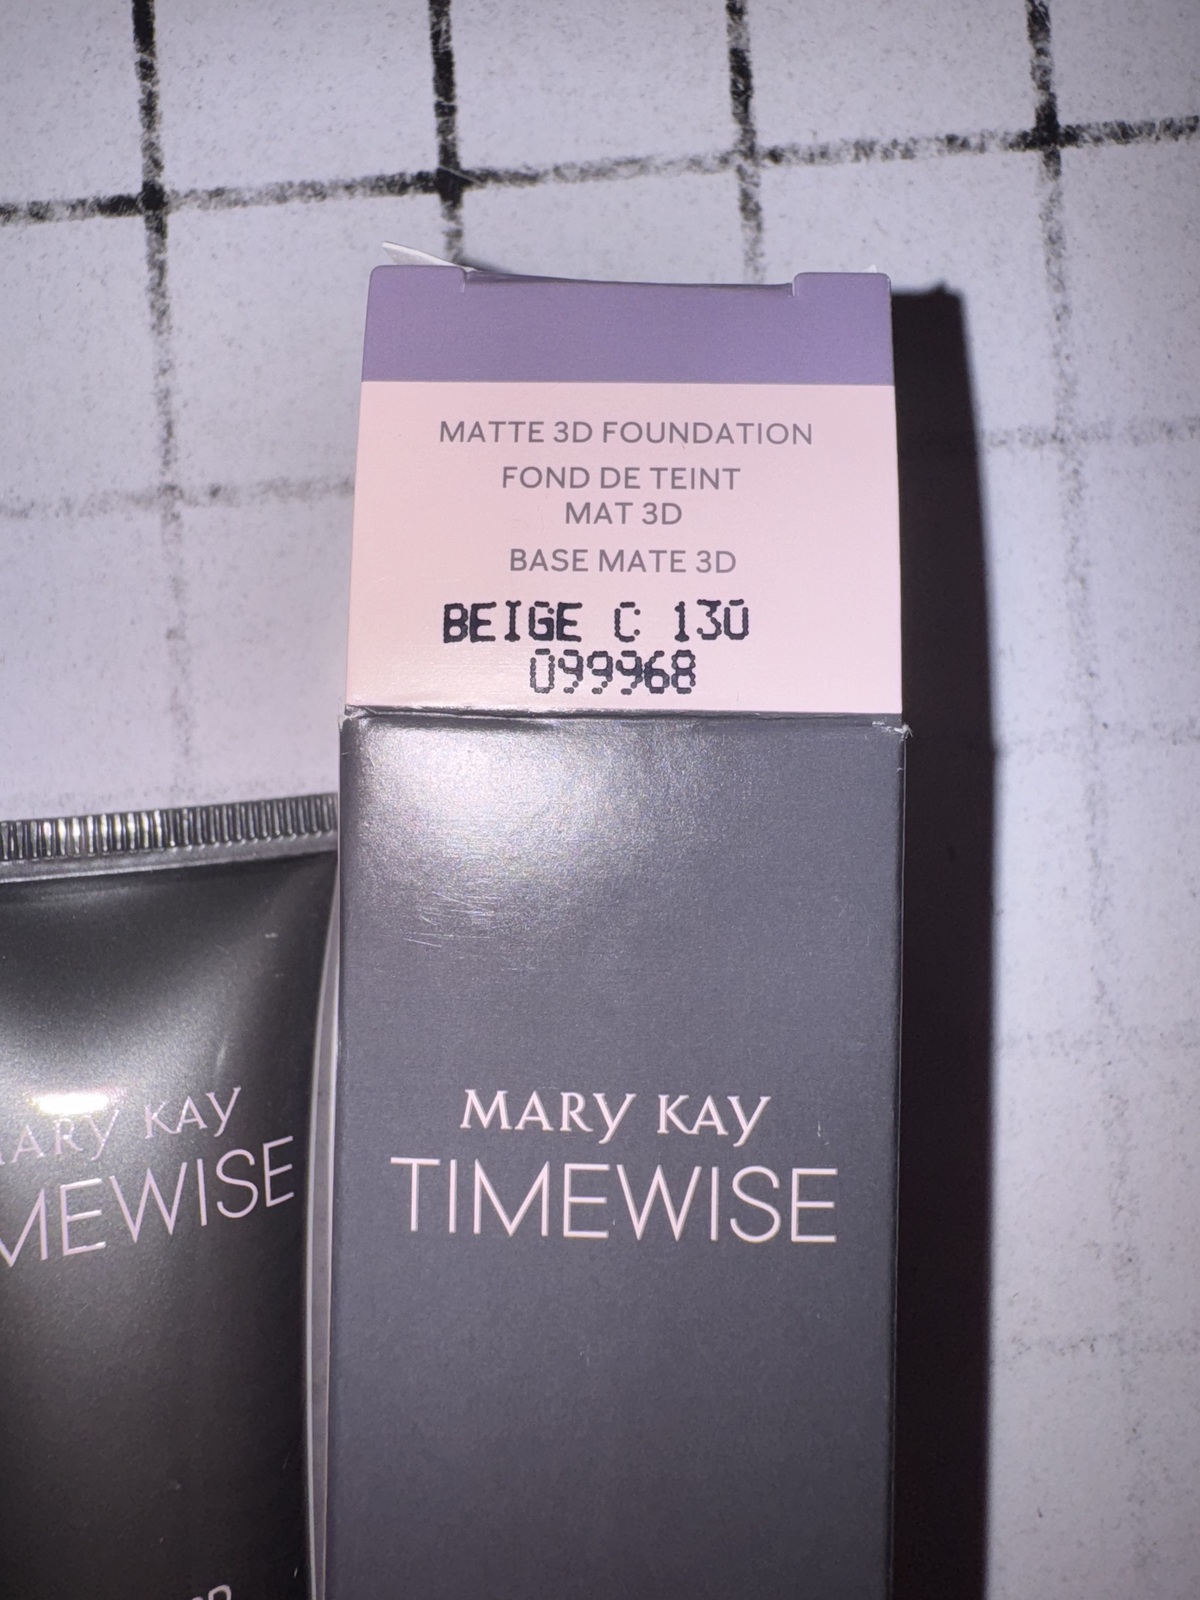 MATTE 3D FOUNDATION
FOND DE TEINT
MAT 3D
BASE MATE 3D
BEIGE C 130
099968
MARY KAY
TIMEWISE
ARY KAY
MEWISE